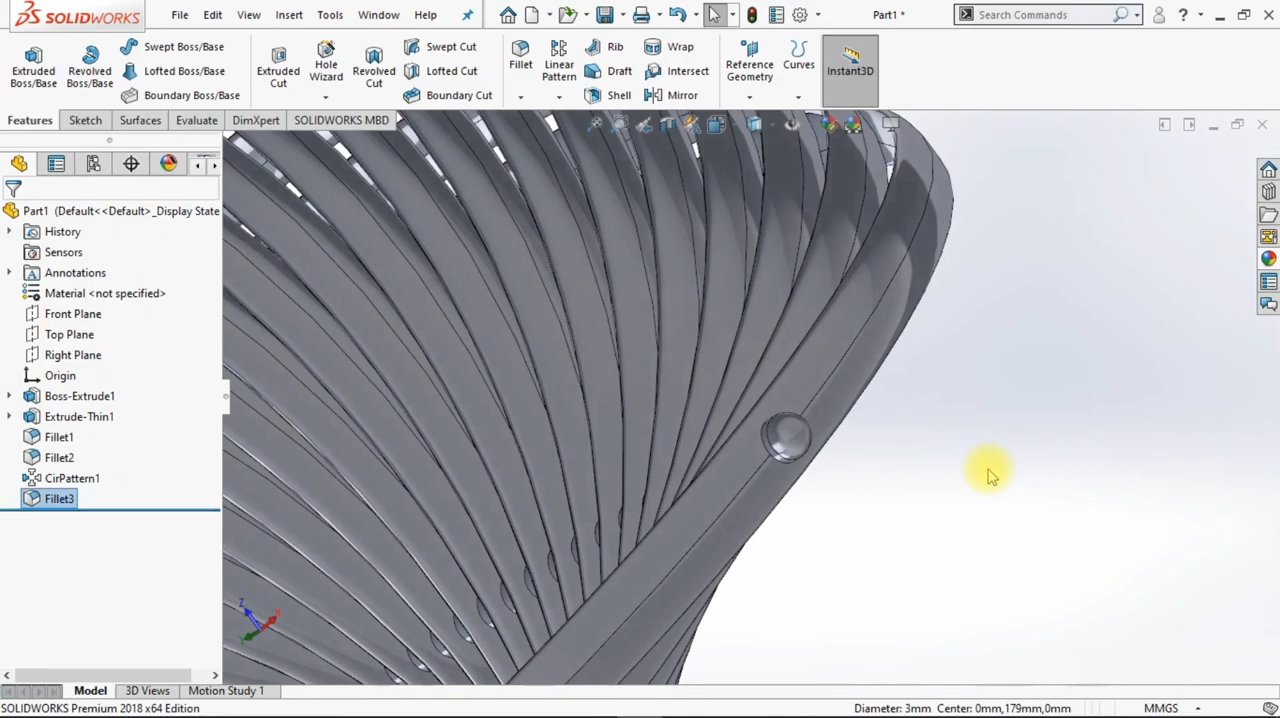 SOLIDWORKS File Edit View Insert Tools Window Help Part1 * Search Commands ?
Extruded Boss/Base
Revolved Boss/Base
Swept Boss/Base
Lofted Boss/Base
Boundary Boss/Base
Extruded Cut
Hole Wizard
Revolved Cut
Swept Cut
Lofted Cut
Boundary Cut
Fillet
Linear Pattern
Rib
Draft
Shell
Wrap
Intersect
Mirror
Reference Geometry
Curves
Instant3D
Features Sketch Surfaces Evaluate DimXpert SOLIDWORKS MBD
Part1 (Default<<Default>_Display State
History
Sensors
Annotations
Material <not specified>
Front Plane
Top Plane
Right Plane
Origin
Boss-Extrude1
Extrude-Thin1
Fillet1
Fillet2
CirPattern1
Fillet3
Z X Y
Model 3D Views Motion Study 1
SOLIDWORKS Premium 2018 x64 Edition Diameter: 3mm Center: 0mm,179mm,0mm MMGS